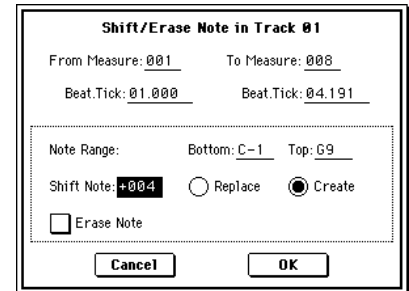 Shift/Erase Note in Track 01
From Measure: 001 To Measure: 008
Beat.Tick: 01.000 Beat.Tick: 04.191
Note Range: Bottom: C-1 Top: G9
Shift Note: +004 Replace Create
Erase Note
Cancel OK